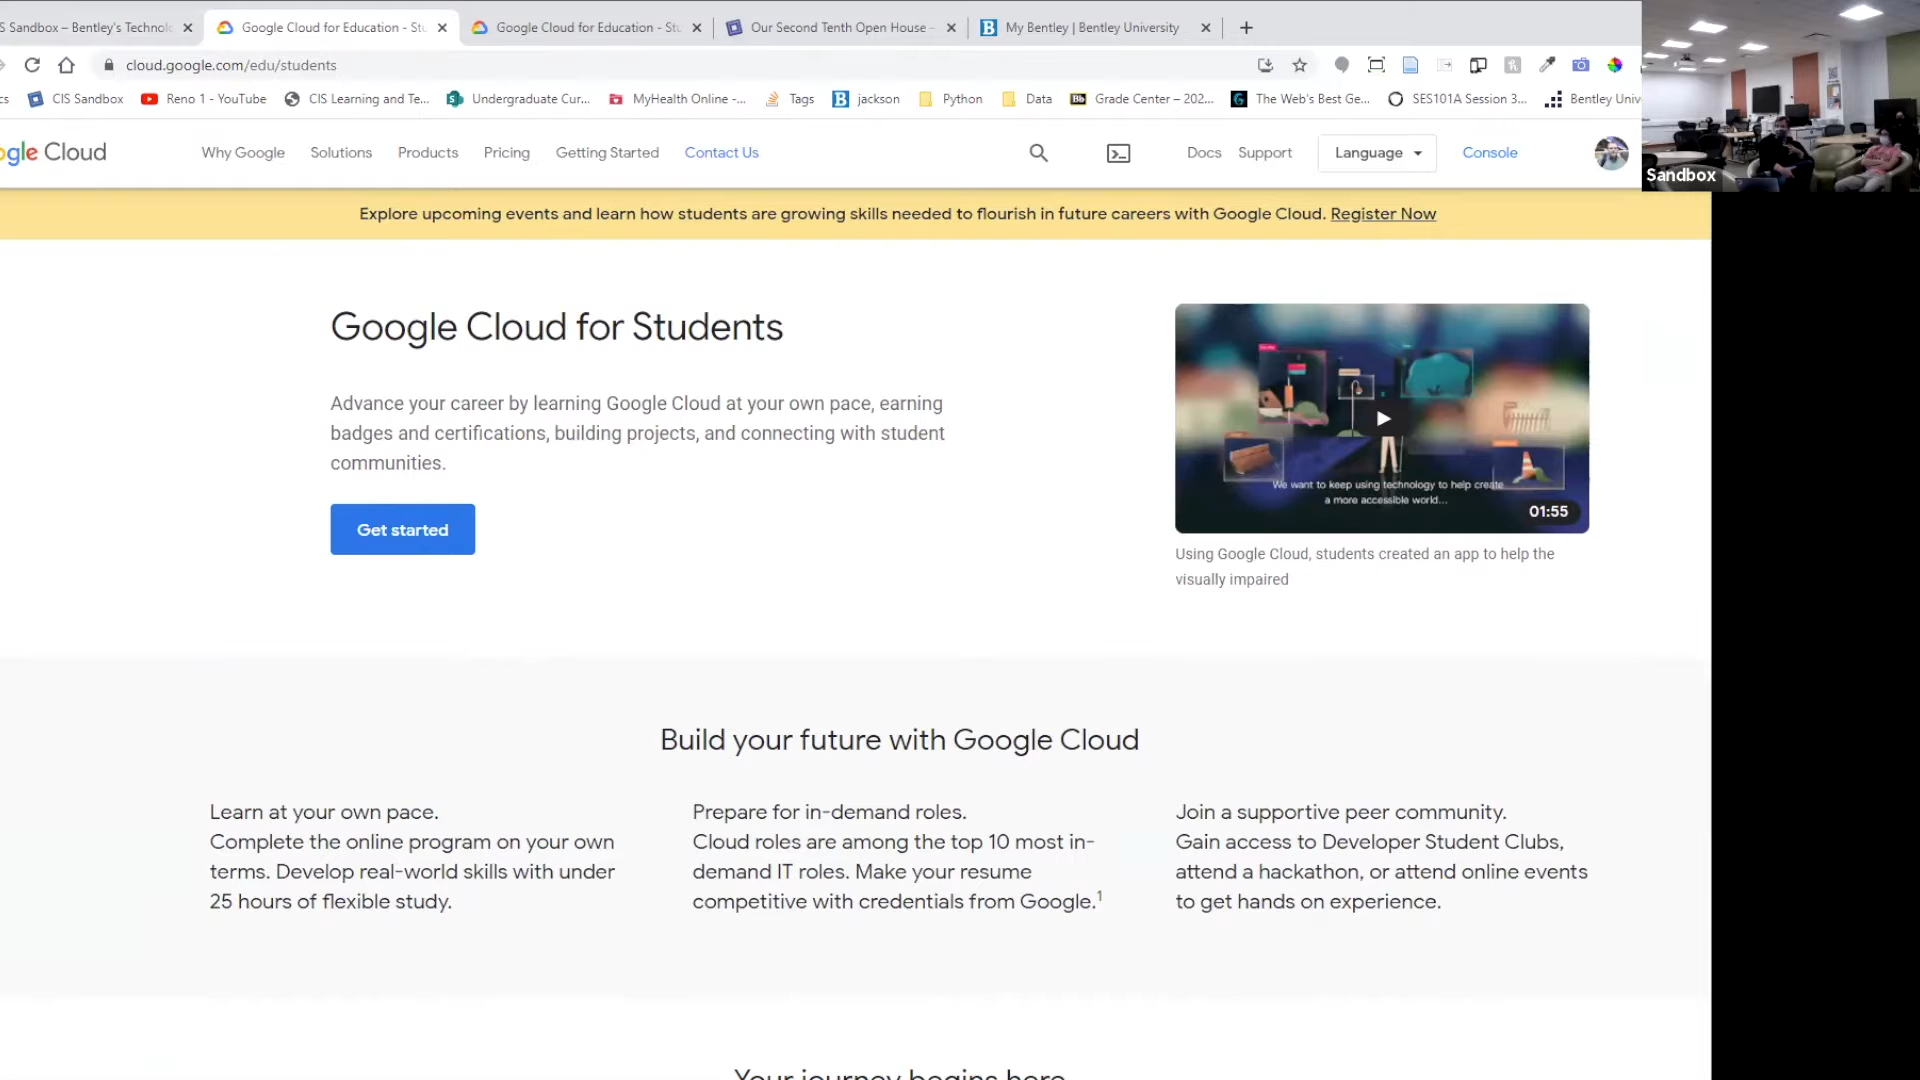 S Sandbox – Bentley's Technolo
Google Cloud for Education - Stu
Google Cloud for Education - Stu
Our Second Tenth Open House –
My Bentley | Bentley University
cloud.google.com/edu/students
cs
CIS Sandbox
Reno 1 - YouTube
CIS Learning and Te...
Undergraduate Cur...
MyHealth Online -...
Tags
jackson
Python
Data
Grade Center – 202...
The Web's Best Ge...
SES101A Session 3...
Bentley Univ
ogle Cloud
Why Google
Solutions
Products
Pricing
Getting Started
Contact Us
Docs
Support
Language
Console
Sandbox
Explore upcoming events and learn how students are growing skills needed to flourish in future careers with Google Cloud. Register Now
Google Cloud for Students
Advance your career by learning Google Cloud at your own pace, earning
badges and certifications, building projects, and connecting with student
communities.
Get started
We want to keep using technology to help create
a more accessible world...
01:55
Using Google Cloud, students created an app to help the
visually impaired
Build your future with Google Cloud
Learn at your own pace.
Complete the online program on your own
terms. Develop real-world skills with under
25 hours of flexible study.
Prepare for in-demand roles.
Cloud roles are among the top 10 most in-
demand IT roles. Make your resume
competitive with credentials from Google.1
Join a supportive peer community.
Gain access to Developer Student Clubs,
attend a hackathon, or attend online events
to get hands on experience.
Your journey begins here